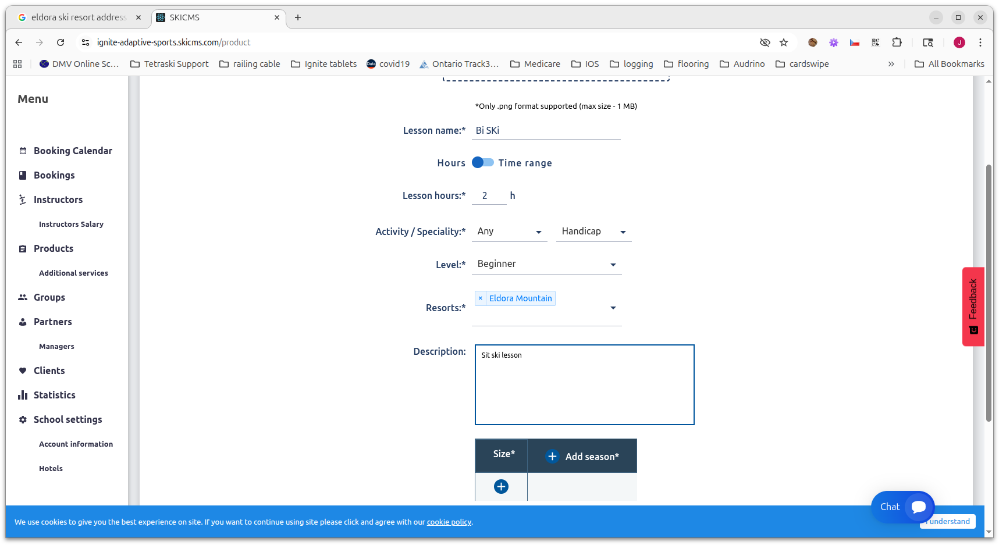 eldora ski resort address
SKICMS
ignite-adaptive-sports.skicms.com/product
J
DMV Online Sc...
Tetraski Support
railing cable
Ignite tablets
Data
covid19
Ontario Track3...
Medicare
IOS
logging
flooring
Audrino
cardswipe
»
All Bookmarks
Menu
Booking Calendar
Bookings
Instructors
Instructors Salary
Products
Additional services
Groups
Partners
Managers
Clients
Statistics
School settings
Account information
Hotels
*Only .png format supported (max size - 1 MB)
Lesson name:* Bi SKi
Hours Time range
Lesson hours:* 2 h
Activity / Speciality:* Any Handicap
Level:* Beginner
Resorts:* × Eldora Mountain
Description: Sit ski lesson
Size* + Add season*
+
Feedback
Chat
We use cookies to give you the best experience on site. If you want to continue using site please click and agree with our cookie policy.
understand